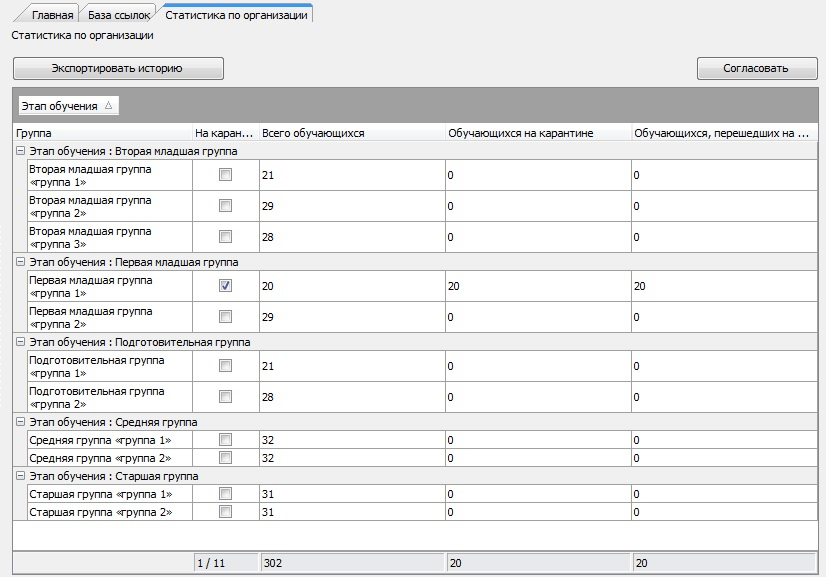 Главная База ссылок Статистика по организации
Статистика по организации
Экспортировать историю Согласовать
Этап обучения
Группа На каран... Всего обучающихся Обучающихся на карантине Обучающихся, перешедших на ...
Этап обучения : Вторая младшая группа
Вторая младшая группа
«группа 1» 21 0 0
Вторая младшая группа
«группа 2» 29 0 0
Вторая младшая группа
«группа 3» 28 0 0
Этап обучения : Первая младшая группа
Первая младшая группа
«группа 1» 20 20 20
Первая младшая группа
«группа 2» 29 0 0
Этап обучения : Подготовительная группа
Подготовительная группа
«группа 1» 21 0 0
Подготовительная группа
«группа 2» 28 0 0
Этап обучения : Средняя группа
Средняя группа «группа 1» 32 0 0
Средняя группа «группа 2» 32 0 0
Этап обучения : Старшая группа
Старшая группа «группа 1» 31 0 0
Старшая группа «группа 2» 31 0 0
1 / 11 302 20 20